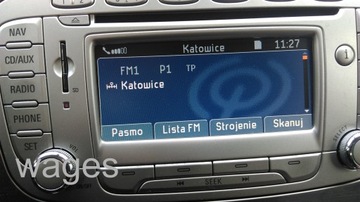 NAV
CD/AUX
RADIO
PHONE
SET
Katowice 11:27
FM1 P1 TP
Katowice
Pasmo Lista FM Strojenie Skanuj
SEEK
wages